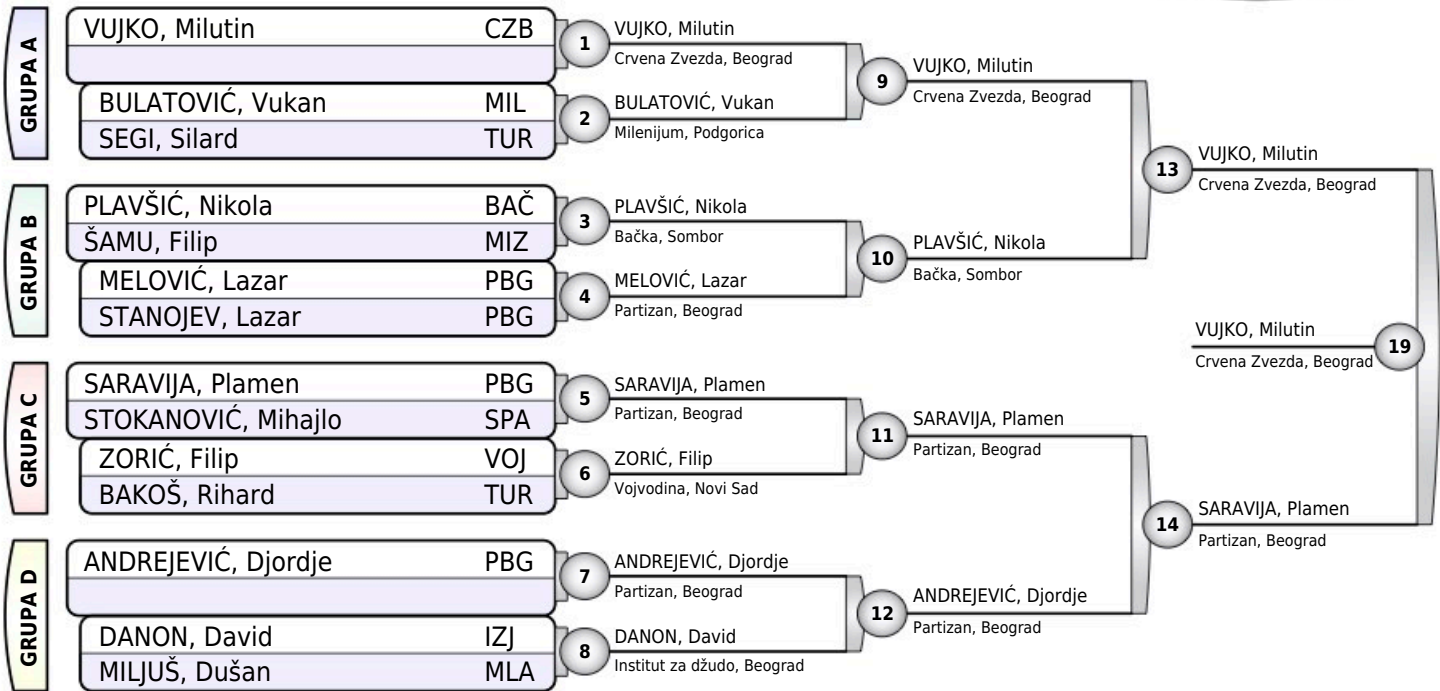 GRUPA A
VUJKO, Milutin CZB
BULATOVIĆ, Vukan MIL
SEGI, Silard TUR
GRUPA B
PLAVŠIĆ, Nikola BAČ
ŠAMU, Filip MIZ
MELOVIĆ, Lazar PBG
STANOJEV, Lazar PBG
GRUPA C
SARAVIJA, Plamen PBG
STOKANOVIĆ, Mihajlo SPA
ZORIĆ, Filip VOJ
BAKOŠ, Rihard TUR
GRUPA D
ANDREJEVIĆ, Djordje PBG
DANON, David IZJ
MILJUŠ, Dušan MLA
1
VUJKO, Milutin
Crvena Zvezda, Beograd
2
BULATOVIĆ, Vukan
Milenijum, Podgorica
3
PLAVŠIĆ, Nikola
Bačka, Sombor
4
MELOVIĆ, Lazar
Partizan, Beograd
5
SARAVIJA, Plamen
Partizan, Beograd
6
ZORIĆ, Filip
Vojvodina, Novi Sad
7
ANDREJEVIĆ, Djordje
Partizan, Beograd
8
DANON, David
Institut za džudo, Beograd
9
VUJKO, Milutin
Crvena Zvezda, Beograd
10
PLAVŠIĆ, Nikola
Bačka, Sombor
11
SARAVIJA, Plamen
Partizan, Beograd
12
ANDREJEVIĆ, Djordje
Partizan, Beograd
13
VUJKO, Milutin
Crvena Zvezda, Beograd
14
SARAVIJA, Plamen
Partizan, Beograd
VUJKO, Milutin
Crvena Zvezda, Beograd
19